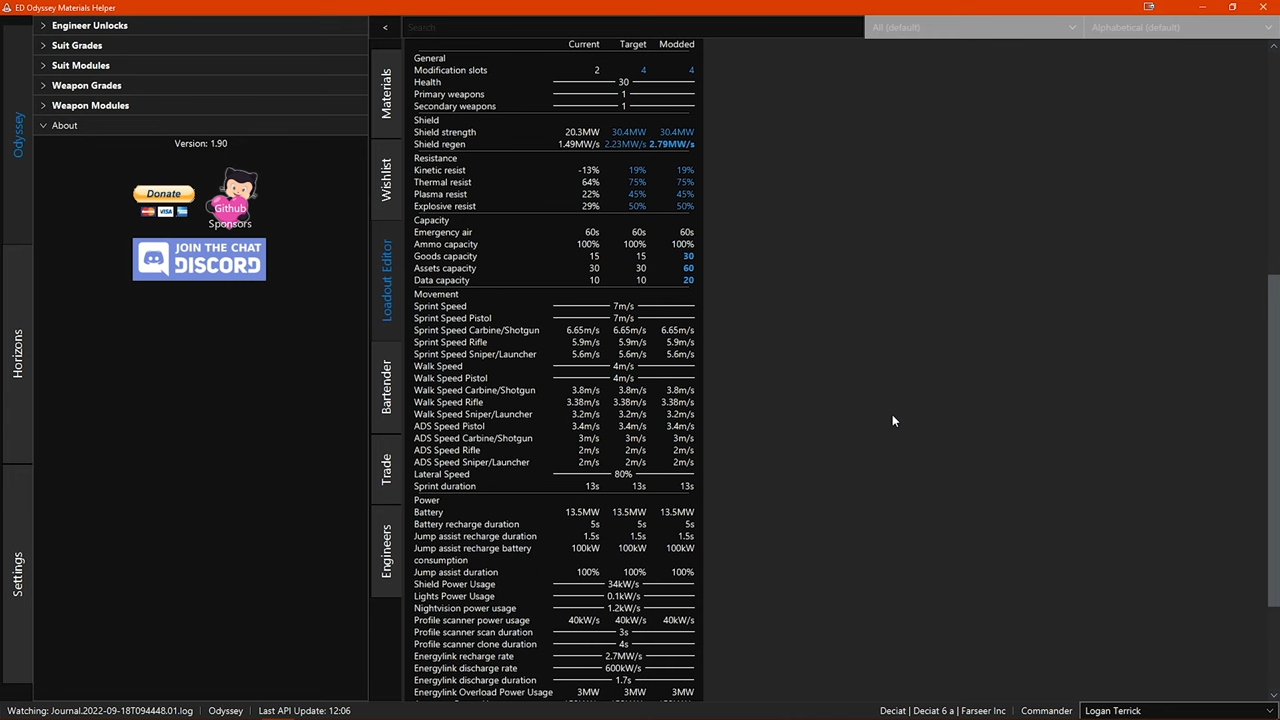 ED Odyssey Materials Helper
Engineer Unlocks
Suit Grades
Suit Modules
Weapon Grades
Weapon Modules
About
Version: 1.90
Donate
VISA
Github
Sponsors
JOIN THE CHAT
DISCORD
Odyssey
Horizons
Settings
<
Search
All (default)
Alphabetical (default)
Materials
Wishlist
Loadout Editor
Bartender
Trade
Engineers
Current Target Modded
General
Modification slots 2 4 4
Health 30
Primary weapons 1
Secondary weapons 1
Shield
Shield strength 20.3MW 30.4MW 30.4MW
Shield regen 1.49MW/s 2.23MW/s 2.79MW/s
Resistance
Kinetic resist -13% 19% 19%
Thermal resist 64% 75% 75%
Plasma resist 22% 45% 45%
Explosive resist 29% 50% 50%
Capacity
Emergency air 60s 60s 60s
Ammo capacity 100% 100% 100%
Goods capacity 15 15 30
Assets capacity 30 30 60
Data capacity 10 10 20
Movement
Sprint Speed 7m/s
Sprint Speed Pistol 7m/s
Sprint Speed Carbine/Shotgun 6.65m/s 6.65m/s 6.65m/s
Sprint Speed Rifle 5.9m/s 5.9m/s 5.9m/s
Sprint Speed Sniper/Launcher 5.6m/s 5.6m/s 5.6m/s
Walk Speed 4m/s
Walk Speed Pistol 4m/s
Walk Speed Carbine/Shotgun 3.8m/s 3.8m/s 3.8m/s
Walk Speed Rifle 3.38m/s 3.38m/s 3.38m/s
Walk Speed Sniper/Launcher 3.2m/s 3.2m/s 3.2m/s
ADS Speed Pistol 3.4m/s 3.4m/s 3.4m/s
ADS Speed Carbine/Shotgun 3m/s 3m/s 3m/s
ADS Speed Rifle 2m/s 2m/s 2m/s
ADS Speed Sniper/Launcher 2m/s 2m/s 2m/s
Lateral Speed 80%
Sprint duration 13s 13s 13s
Power
Battery 13.5MW 13.5MW 13.5MW
Battery recharge duration 5s 5s 5s
Jump assist recharge duration 1.5s 1.5s 1.5s
Jump assist recharge battery 100kW 100kW 100kW
consumption
Jump assist duration 100% 100% 100%
Shield Power Usage 34kW/s
Lights Power Usage 0.1kW/s
Nightvision power usage 1.2kW/s
Profile scanner power usage 40kW/s 40kW/s 40kW/s
Profile scanner scan duration 3s
Profile scanner clone duration 4s
Energylink recharge rate 2.7MW/s
Energylink discharge rate 600kW/s
Energylink discharge duration 1.7s
Energylink Overload Power Usage 3MW 3MW 3MW
Watching: Journal.2022-09-18T094448.01.log Odyssey Last API Update: 12:06 Deciat | Deciat 6 a | Farseer Inc Commander Logan Terrick